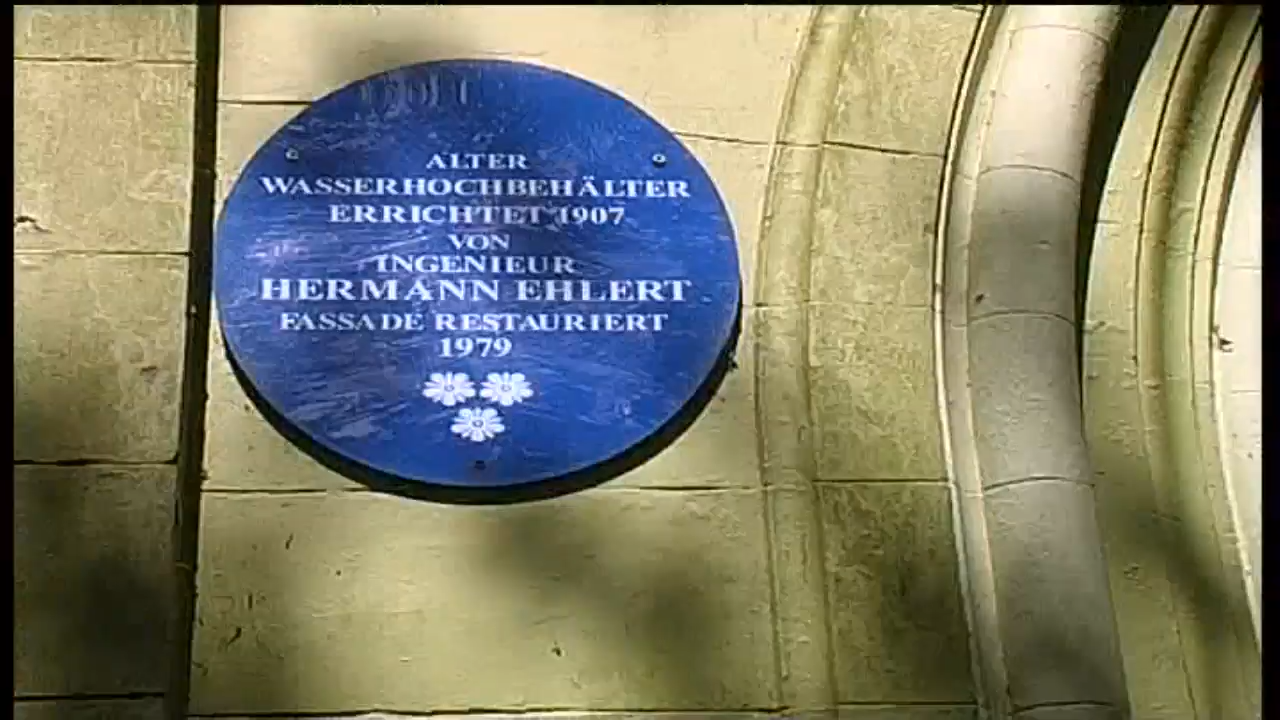 ALTER
WASSERHOCHBEHÄLTER
ERRICHTET 1907
VON
INGENIEUR
HERMANN EHLERT
FASSADE RESTAURIERT
1979